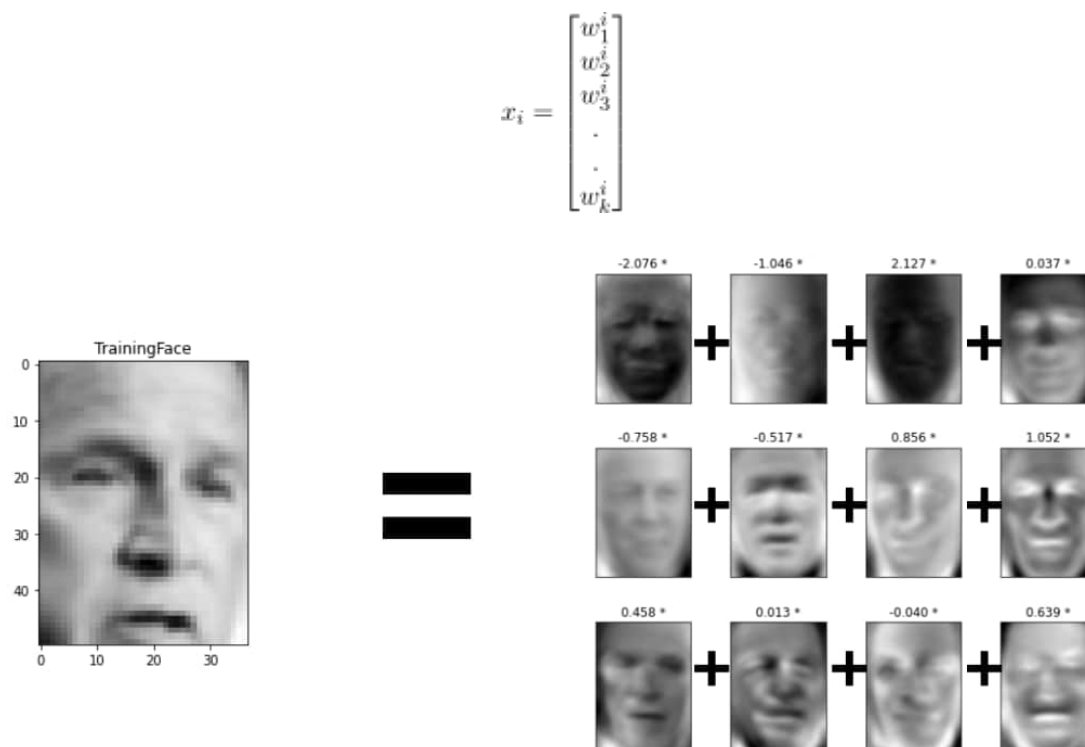 x_i = [w_1^i
w_2^i
w_3^i
.
.
w_k^i]
-2.076 * -1.046 * 2.127 * 0.037 *
+ + +
TrainingFace
0
10
20
30
40
0 10 20 30
=
-0.758 * -0.517 * 0.856 * 1.052 *
+ + +
0.458 * 0.013 * -0.040 * 0.639 *
+ + +